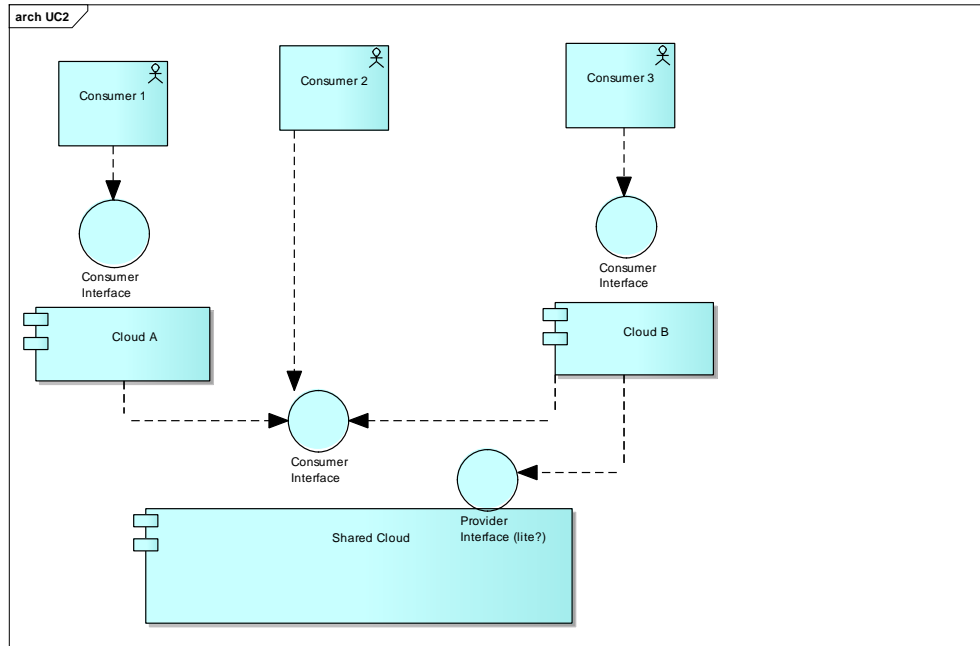 arch UC2
Consumer 1
Consumer 2
Consumer 3
Consumer
Interface
Consumer
Interface
Cloud A
Cloud B
Consumer
Interface
Provider
Interface (lite?)
Shared Cloud